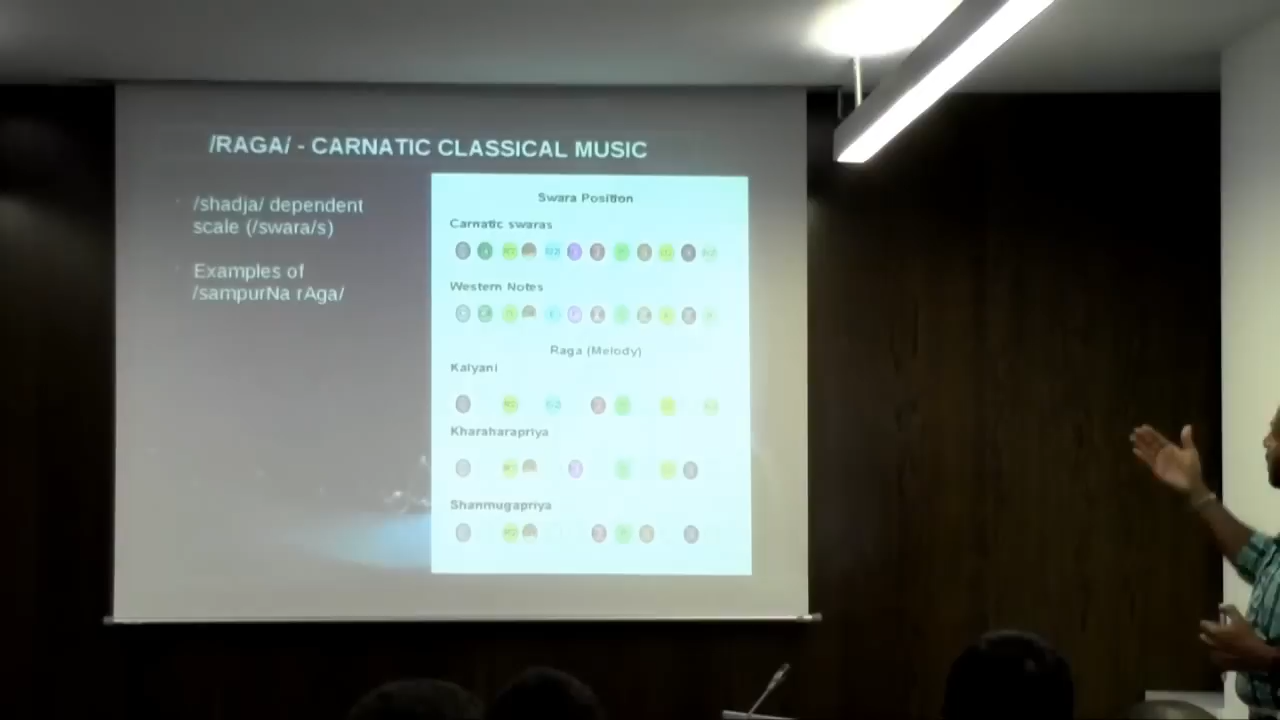 /RAGA/ - CARNATIC CLASSICAL MUSIC
/shadja/ dependent
scale (/swara/s)
Examples of
/sampurNa rAga/
Swara Position
Carnatic swaras
Western Notes
Raga (Melody)
Kalyani
Kharaharapriya
Shanmugapriya